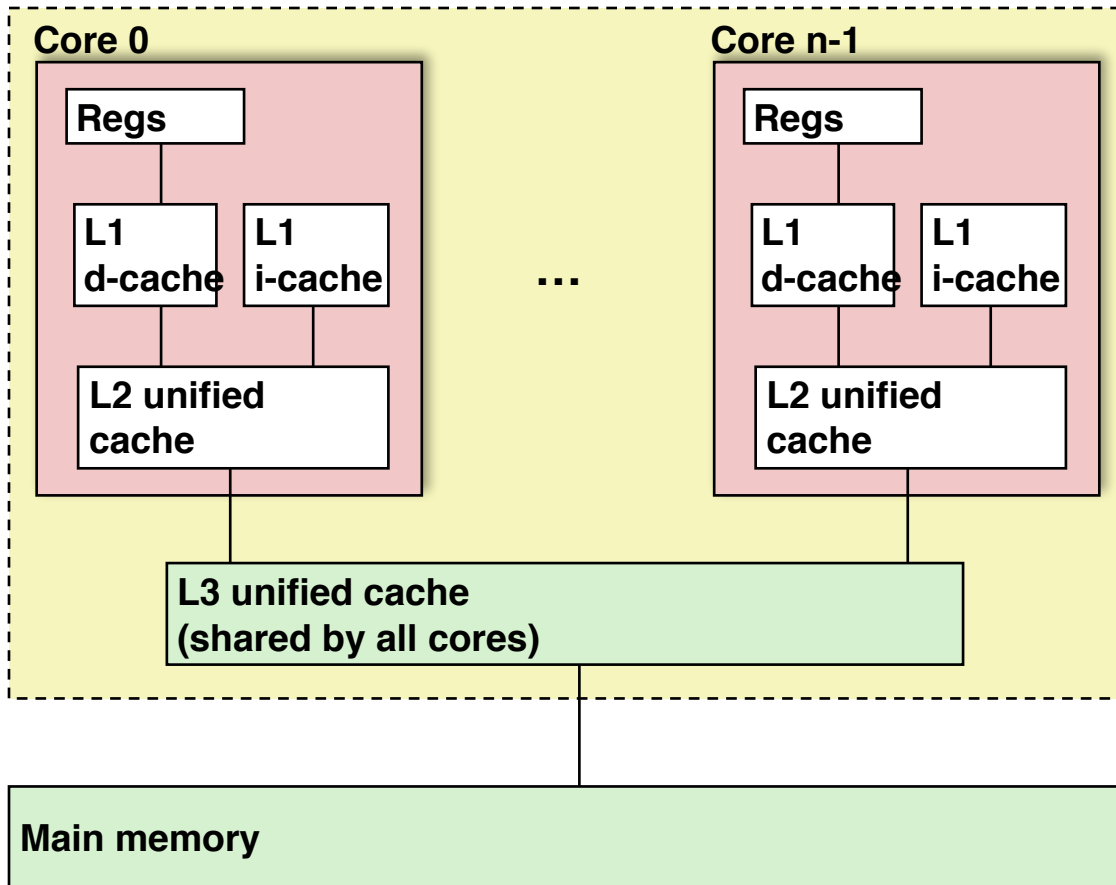 Core 0
Regs
L1
d-cache
L1
i-cache
L2 unified
cache
...
Core n-1
Regs
L1
d-cache
L1
i-cache
L2 unified
cache
L3 unified cache
(shared by all cores)
Main memory